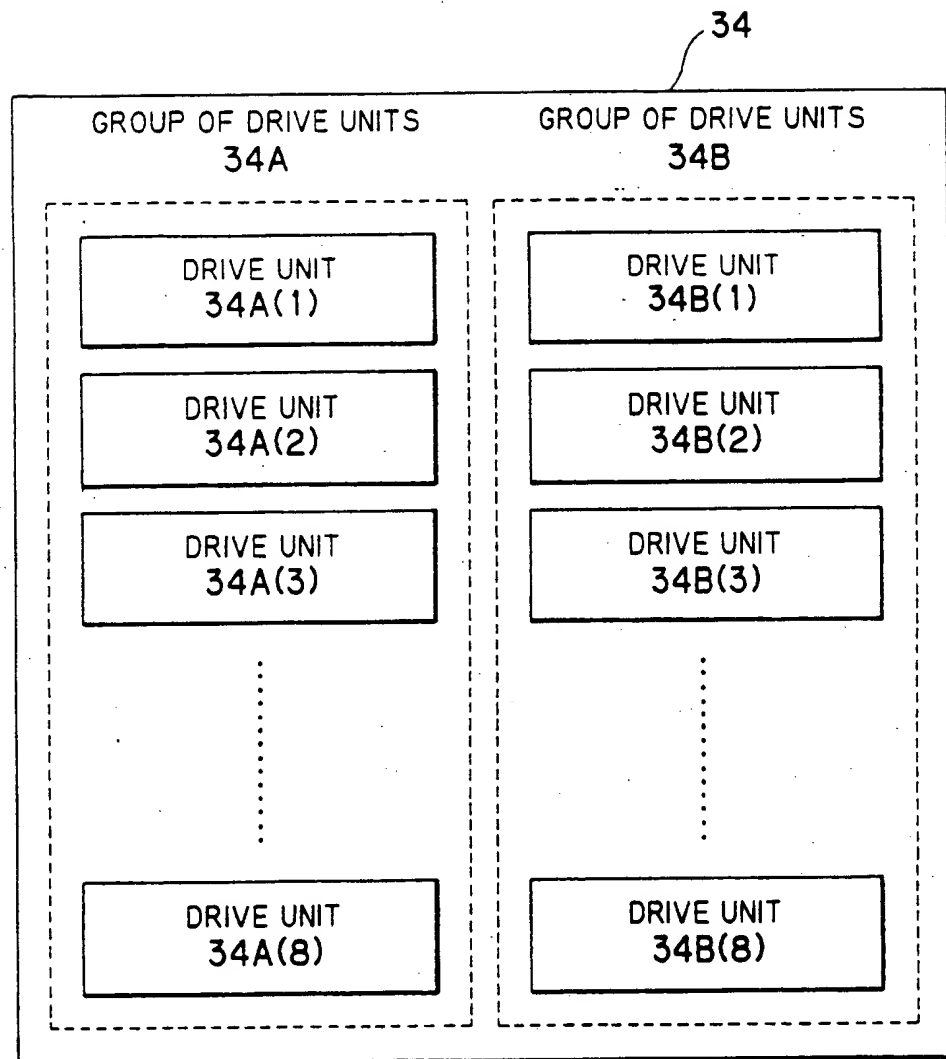 34
GROUP OF DRIVE UNITS
34A
DRIVE UNIT
34A(1)
DRIVE UNIT
34A(2)
DRIVE UNIT
34A(3)
DRIVE UNIT
34A(8)
GROUP OF DRIVE UNITS
34B
DRIVE UNIT
34B(1)
DRIVE UNIT
34B(2)
DRIVE UNIT
34B(3)
DRIVE UNIT
34B(8)